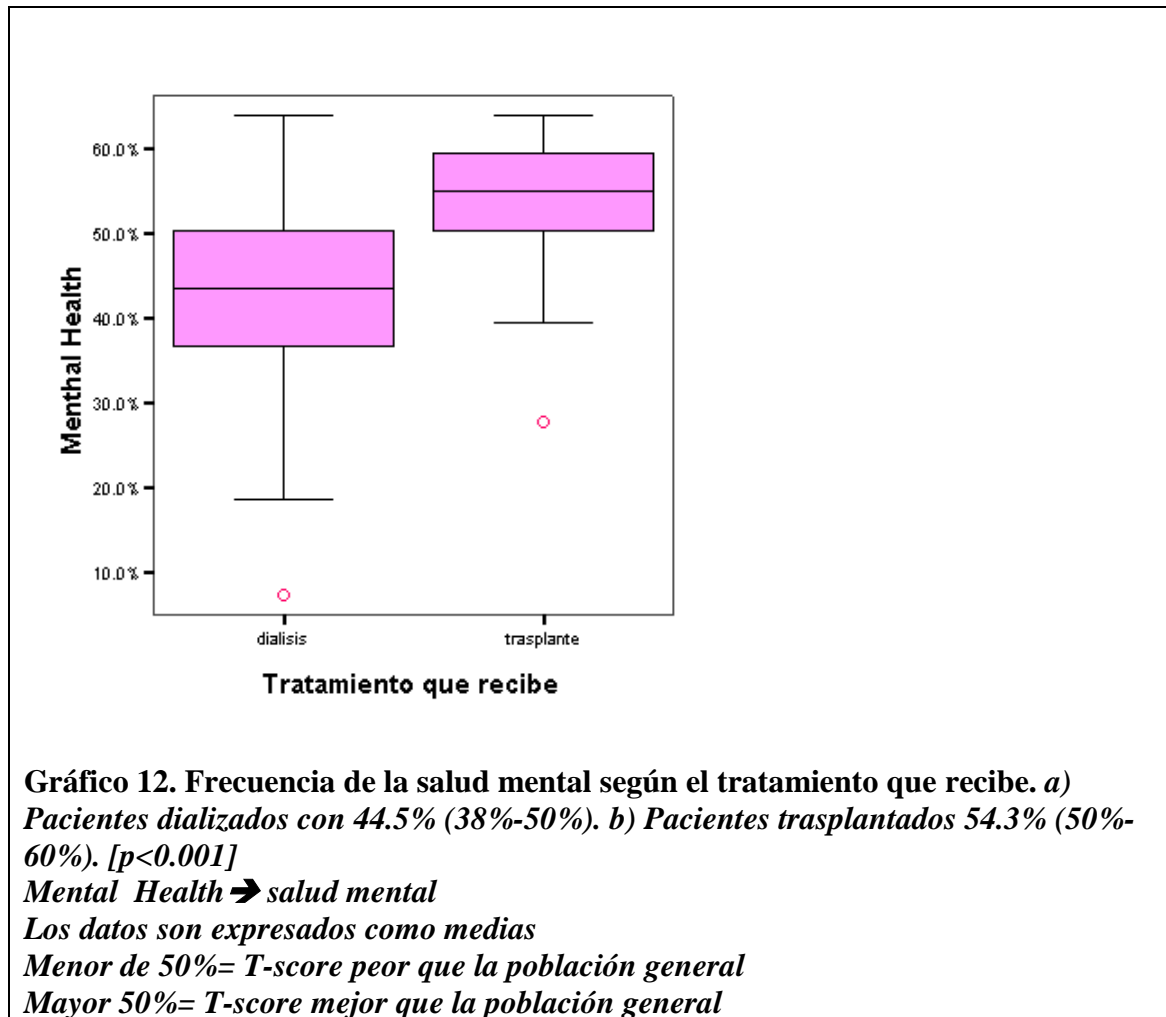 60.0%
50.0%
40.0%
30.0%
20.0%
10.0%
Menthal Health
dialisis
trasplante
Tratamiento que recibe
Gráfico 12. Frecuencia de la salud mental según el tratamiento que recibe. a)
Pacientes dializados con 44.5% (38%-50%). b) Pacientes trasplantados 54.3% (50%-
60%). [p<0.001]
Mental Health ➔ salud mental
Los datos son expresados como medias
Menor de 50%= T-score peor que la población general
Mayor 50%= T-score mejor que la población general